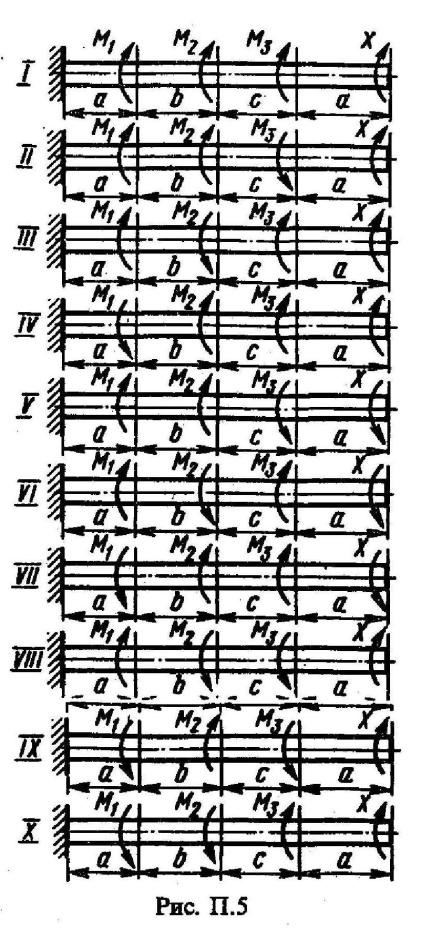 M₁ M₂ M₃ X
I
a b c a
M₁ M₂ M₃ X
II
a b c a
M₁ M₂ M₃ X
III
a b c a
M₁ M₂ M₃ X
IV
a b c a
M₁ M₂ M₃ X
V
a b c a
M₁ M₂ M₃ X
VI
a b c a
M₁ M₂ M₃ X
VII
a b c a
M₁ M₂ M₃ X
VIII
a b c a
M₁ M₂ M₃ X
IX
a b c a
M₁ M₂ M₃ X
X
a b c a
Рис. П.5